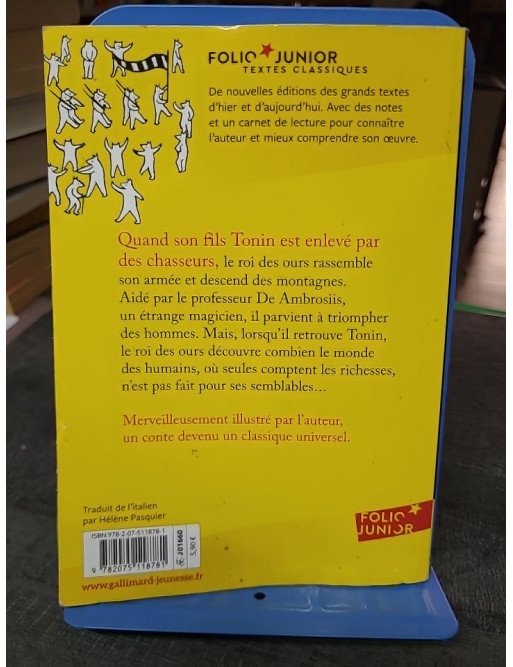 FOLIO JUNIOR
TEXTES CLASSIQUES
De nouvelles éditions des grands textes
d'hier et d'aujourd'hui. Avec des notes
et un carnet de lecture pour connaître
l'auteur et mieux comprendre son œuvre.
Quand son fils Tonin est enlevé par
des chasseurs, le roi des ours rassemble
son armée et descend des montagnes.
Aidé par le professeur De Ambrosiis,
un étrange magicien, il parvient à triompher
des hommes. Mais, lorsqu'il retrouve Tonin,
le roi des ours découvre combien le monde
des humains, où seules comptent les richesses,
n'est pas fait pour ses semblables...
Merveilleusement illustré par l'auteur,
un conte devenu un classique universel.
Traduit de l'italien
par Hélène Pasquier
ISBN 978-2-07-511878-1
J01660
5,90 €
9 782075 118781
www.gallimard-jeunesse.fr
FOLIO
JUNIOR